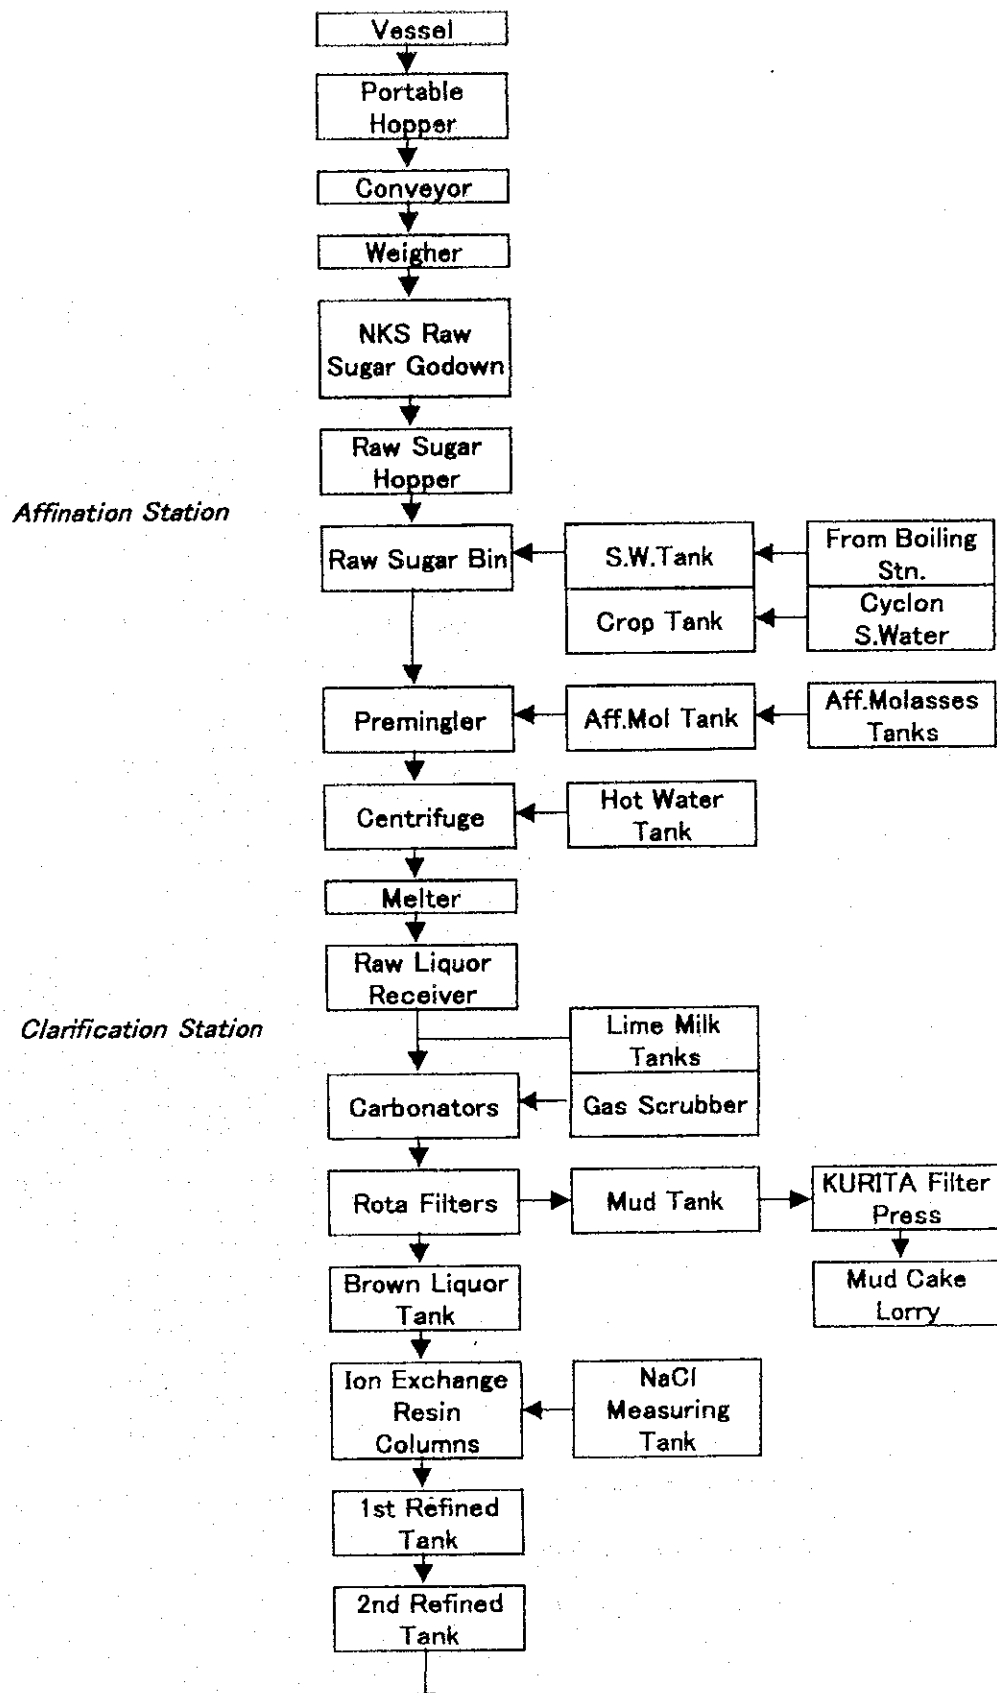 Vessel
Portable
Hopper
Conveyor
Weigher
NKS Raw
Sugar Godown
Raw Sugar
Hopper
Affination Station
Raw Sugar Bin
S.W.Tank
From Boiling
Stn.
Crop Tank
Cyclon
S.Water
Premingler
Aff.Mol Tank
Aff.Molasses
Tanks
Centrifuge
Hot Water
Tank
Melter
Raw Liquor
Receiver
Clarification Station
Lime Milk
Tanks
Carbonators
Gas Scrubber
Rota Filters
Mud Tank
KURITA Filter
Press
Brown Liquor
Tank
Mud Cake
Lorry
Ion Exchange
Resin
Columns
NaCl
Measuring
Tank
1st Refined
Tank
2nd Refined
Tank